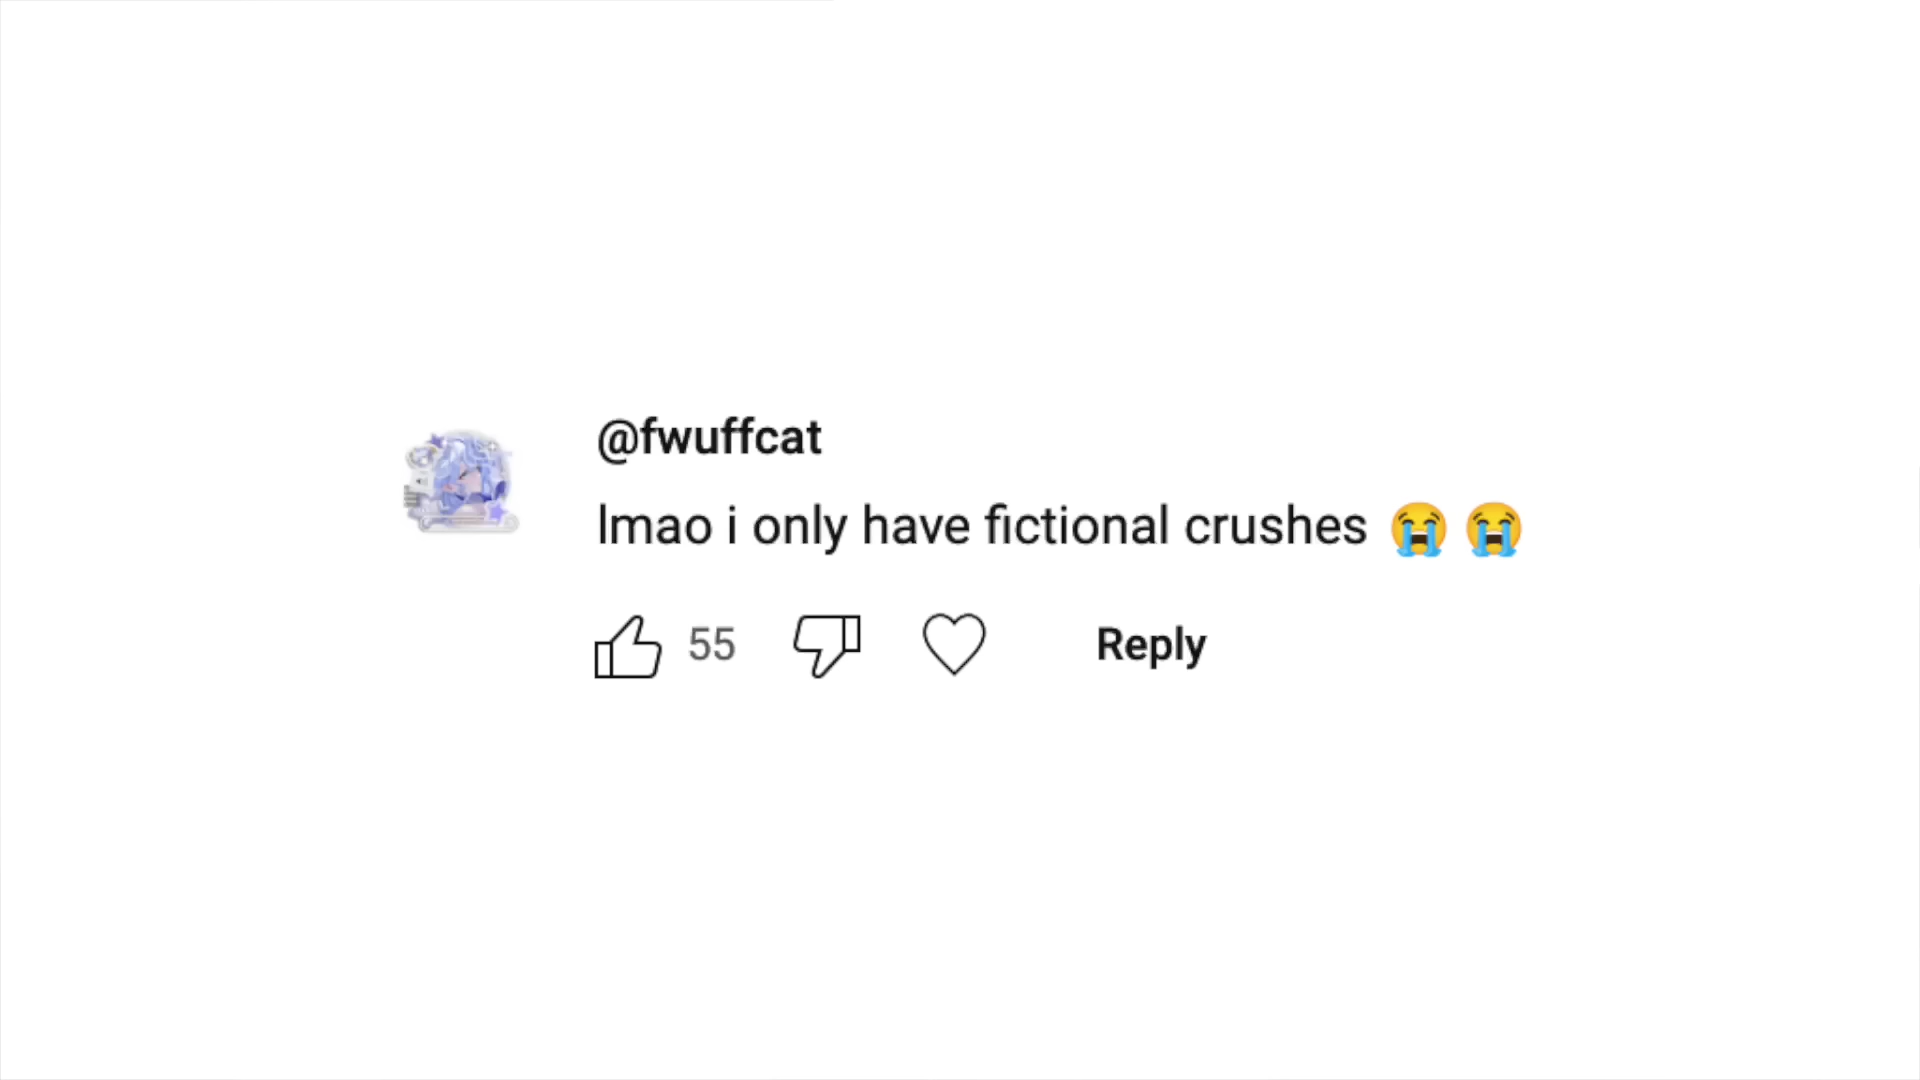 @fwuffcat
lmao i only have fictional crushes 😭 😭
55 Reply